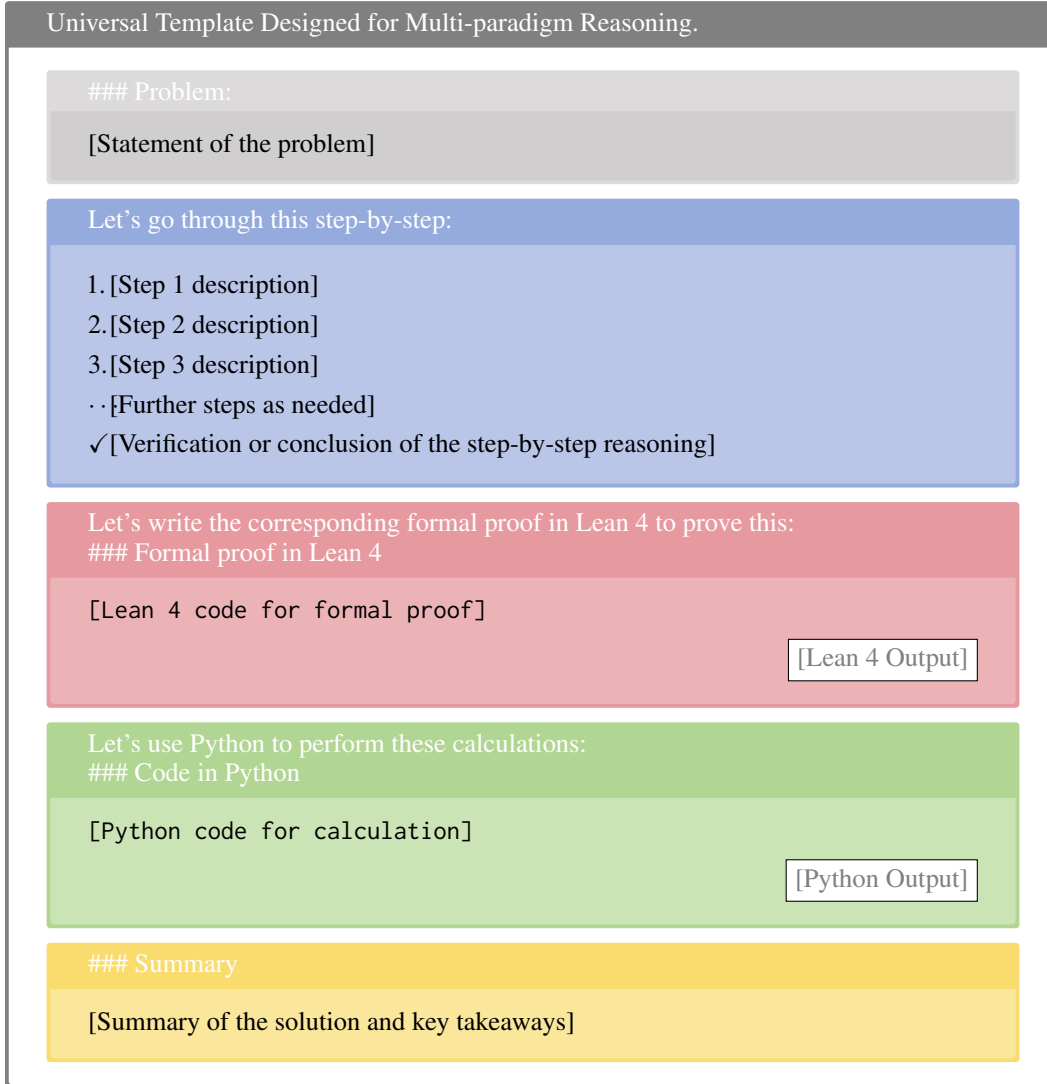 Universal Template Designed for Multi-paradigm Reasoning.
### Problem:
[Statement of the problem]
Let's go through this step-by-step:
1. [Step 1 description]
2. [Step 2 description]
3. [Step 3 description]
··· [Further steps as needed]
✓ [Verification or conclusion of the step-by-step reasoning]
Let's write the corresponding formal proof in Lean 4 to prove this:
### Formal proof in Lean 4
[Lean 4 code for formal proof]
[Lean 4 Output]
Let's use Python to perform these calculations:
### Code in Python
[Python code for calculation]
[Python Output]
### Summary
[Summary of the solution and key takeaways]